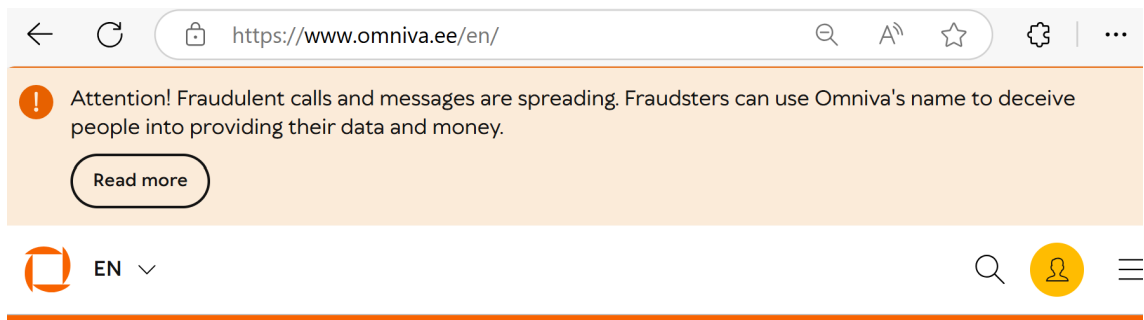 https://www.omniva.ee/en/
Attention! Fraudulent calls and messages are spreading. Fraudsters can use Omniva's name to deceive
people into providing their data and money.
Read more
EN